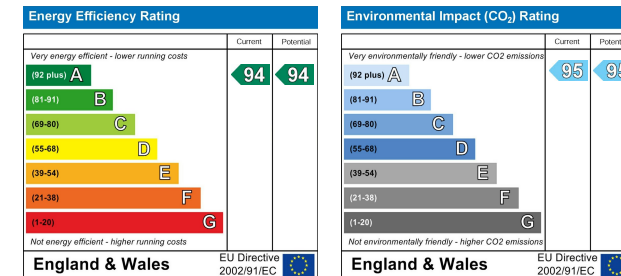 Energy Efficiency Rating
Current Potential
Very energy efficient - lower running costs
(92 plus) A 94 94
(81-91) B
(69-80) C
(55-68) D
(39-54) E
(21-38) F
(1-20) G
Not energy efficient - higher running costs
England & Wales
EU Directive
2002/91/EC
Environmental Impact (CO₂) Rating
Current Potent
Very environmentally friendly - lower CO2 emissions
(92 plus) A 95 95
(81-91) B
(69-80) C
(55-68) D
(39-54) E
(21-38) F
(1-20) G
Not environmentally friendly - higher CO2 emissions
England & Wales
EU Directive
2002/91/EC